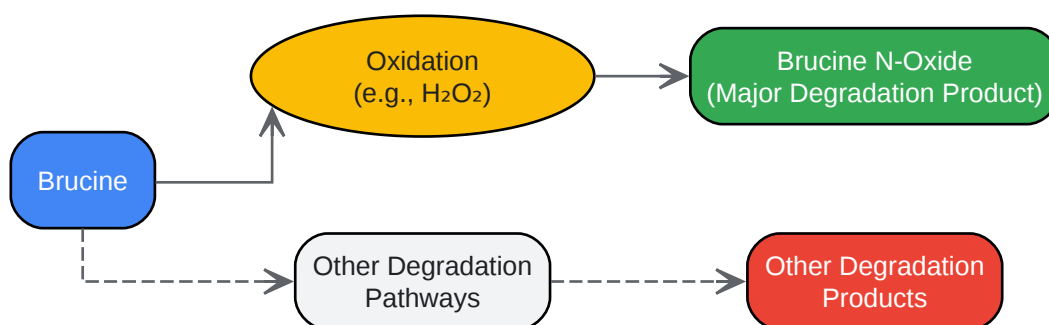 Oxidation
(e.g., H₂O₂)
Brucine N-Oxide
(Major Degradation Product)
Brucine
Other Degradation
Pathways
Other Degradation
Products